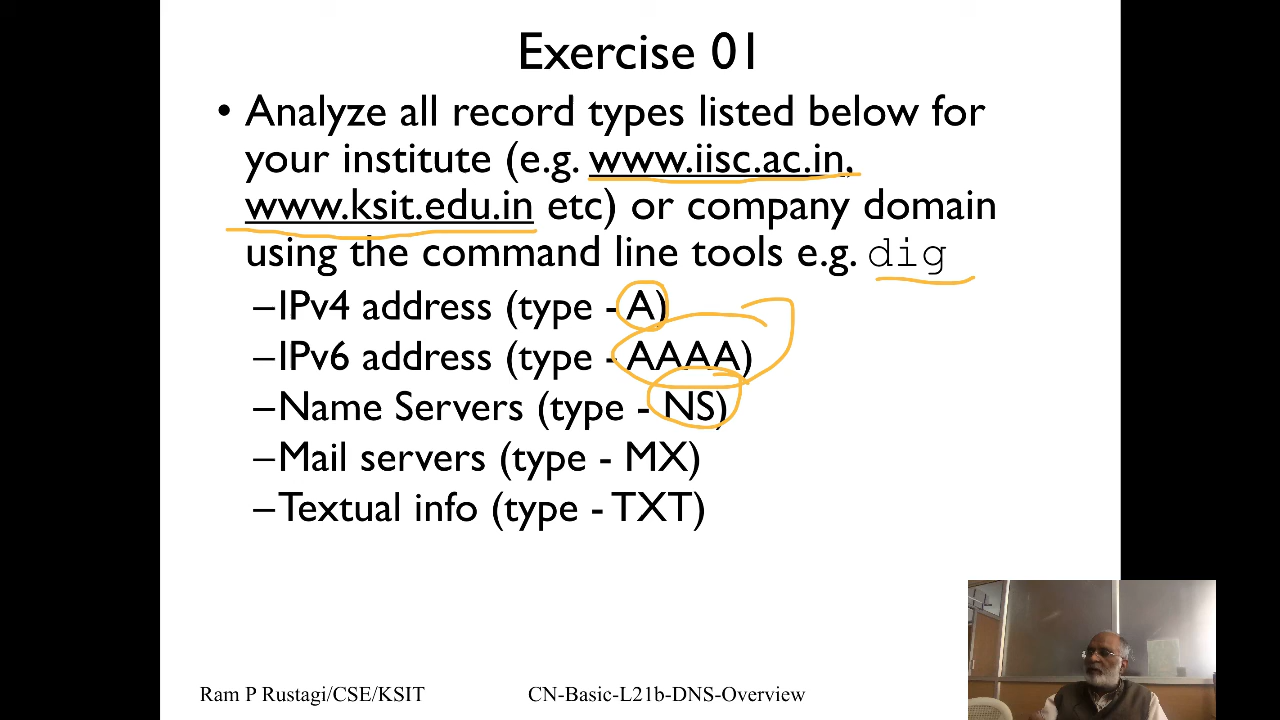 Exercise 01
• Analyze all record types listed below for
your institute (e.g. www.iisc.ac.in,
www.ksit.edu.in etc) or company domain
using the command line tools e.g. dig
–IPv4 address (type - A)
–IPv6 address (type - AAAA)
–Name Servers (type - NS)
–Mail servers (type - MX)
–Textual info (type - TXT)
Ram P Rustagi/CSE/KSIT CN-Basic-L21b-DNS-Overview